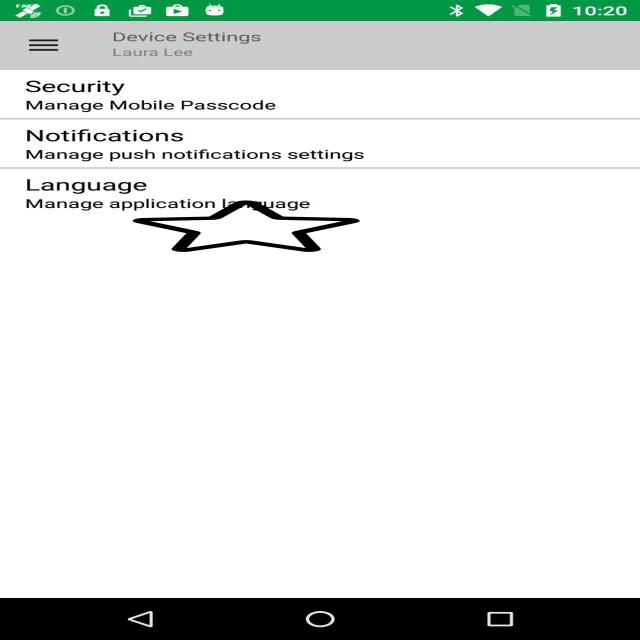 10:20
Device Settings
Laura Lee
Security
Manage Mobile Passcode
Notifications
Manage push notifications settings
Language
Manage application language